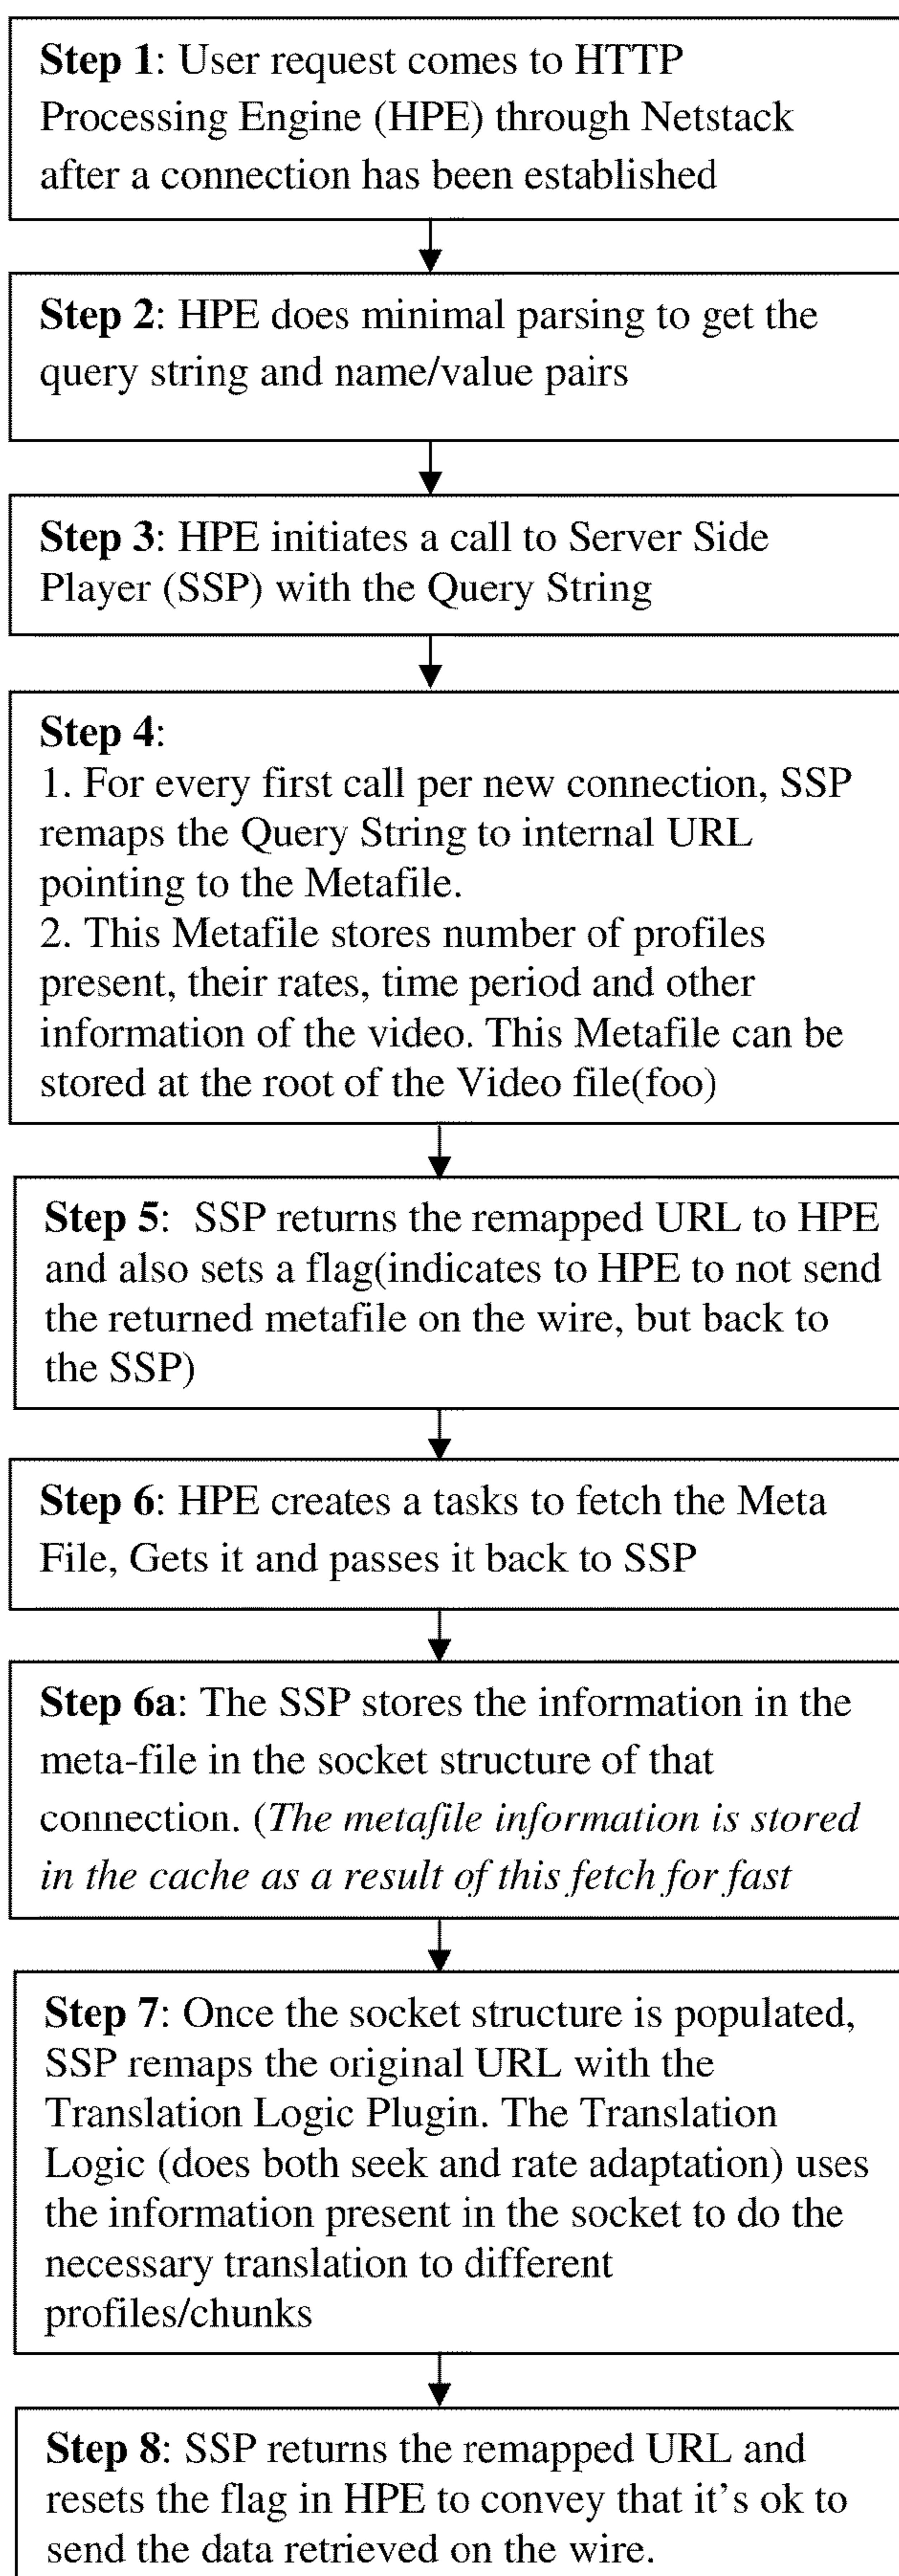 Step 1: User request comes to HTTP
Processing Engine (HPE) through Netstack
after a connection has been established
Step 2: HPE does minimal parsing to get the
query string and name/value pairs
Step 3: HPE initiates a call to Server Side
Player (SSP) with the Query String
Step 4:
1. For every first call per new connection, SSP
remaps the Query String to internal URL
pointing to the Metafile.
2. This Metafile stores number of profiles
present, their rates, time period and other
information of the video. This Metafile can be
stored at the root of the Video file(foo)
Step 5: SSP returns the remapped URL to HPE
and also sets a flag(indicates to HPE to not send
the returned metafile on the wire, but back to
the SSP)
Step 6: HPE creates a tasks to fetch the Meta
File, Gets it and passes it back to SSP
Step 6a: The SSP stores the information in the
meta-file in the socket structure of that
connection. (The metafile information is stored
in the cache as a result of this fetch for fast
Step 7: Once the socket structure is populated,
SSP remaps the original URL with the
Translation Logic Plugin. The Translation
Logic (does both seek and rate adaptation) uses
the information present in the socket to do the
necessary translation to different
profiles/chunks
Step 8: SSP returns the remapped URL and
resets the flag in HPE to convey that it's ok to
send the data retrieved on the wire.